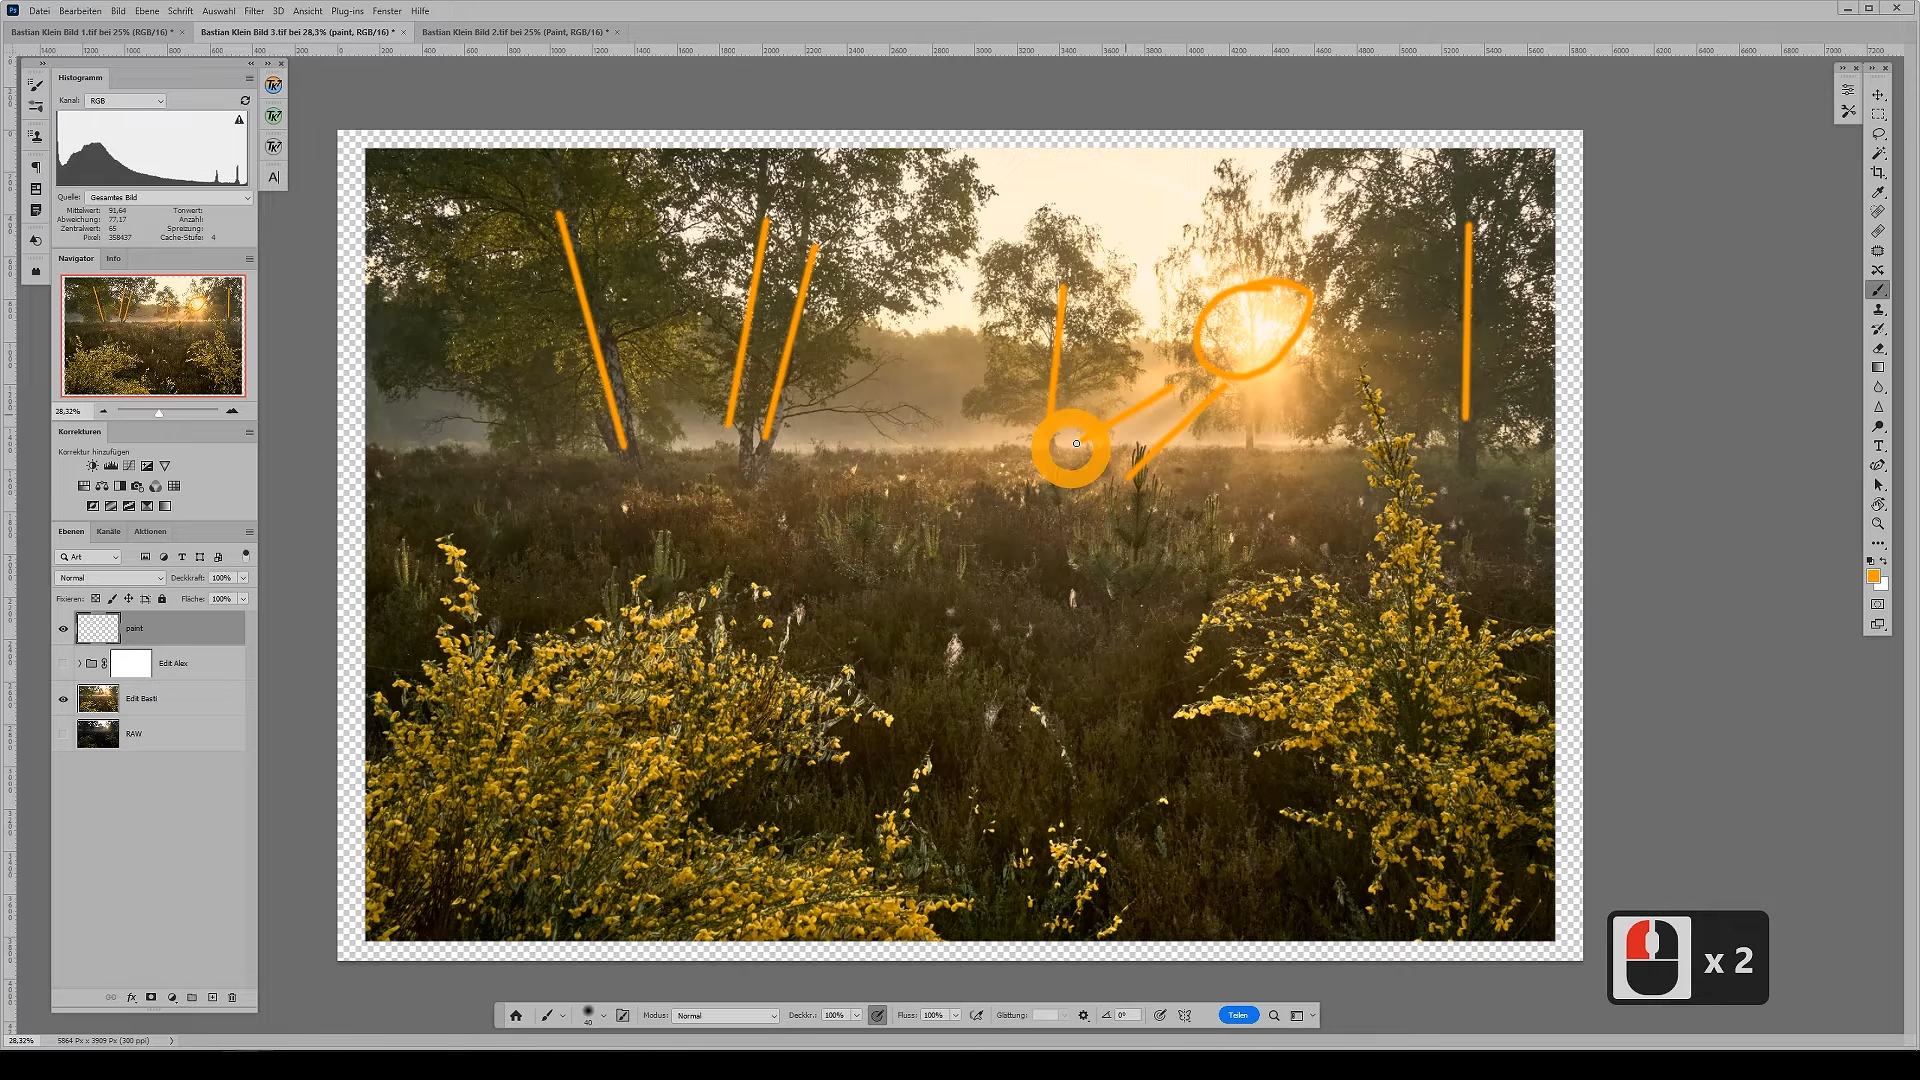 Datei Bearbeiten Bild Ebene Schrift Auswahl Filter 3D Ansicht Plug-ins Fenster Hilfe
Bastian Klein Bild 1.tif bei 25% (RGB/16) *
Bastian Klein Bild 3.tif bei 28,3% (paint, RGB/16) *
Bastian Klein Bild 2.tif bei 25% (Paint, RGB/16) *
Histogramm
Kanal: RGB
Quelle: Gesamtes Bild
Mittelwert: 91,64 Tonwert:
Abweichung: 77,17 Anzahl:
Zentralwert: 65 Spreizung:
Pixel: 358437 Cache-Stufe: 4
Navigator Info
28,32%
Korrekturen
Korrektur hinzufügen
Ebenen Kanäle Aktionen
Art
Normal Deckkraft: 100%
Fixieren: Fläche: 100%
paint
Edit Alex
Edit Basti
RAW
x 2
40 Modus: Normal Deckkr.: 100% Fluss: 100% Glättung: 0° Teilen
28,32% 5864 Px x 3909 Px (300 ppi)